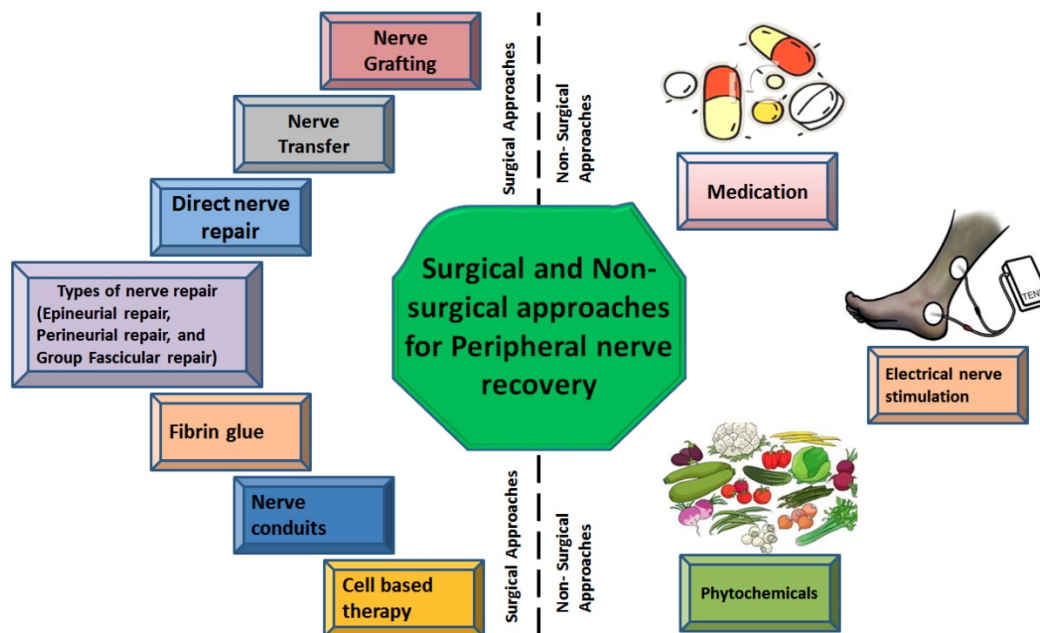 Nerve
Grafting
Nerve
Transfer
Direct nerve
repair
Types of nerve repair
(Epineurial repair,
Perineurial repair, and
Group Fascicular repair)
Fibrin glue
Nerve
conduits
Cell based
therapy
Surgical Approaches
Non- Surgical
Approaches
Surgical and Non-
surgical approaches
for Peripheral nerve
recovery
Surgical Approaches
Non- Surgical
Approaches
Medication
TENS
Electrical nerve
stimulation
Phytochemicals